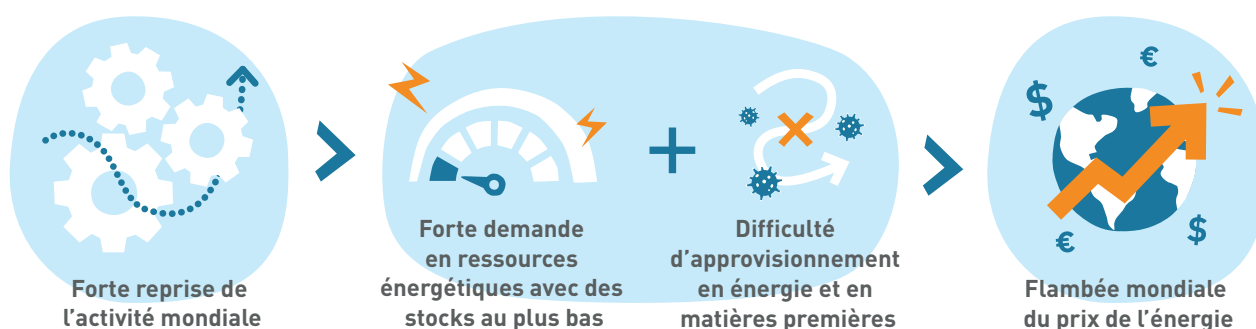 Forte reprise de
l’activité mondiale
>
Forte demande
en ressources
énergétiques avec des
stocks au plus bas
+
Difficulté
d’approvisionnement
en énergie et en
matières premières
>
$
€
€
$
Flambée mondiale
du prix de l’énergie